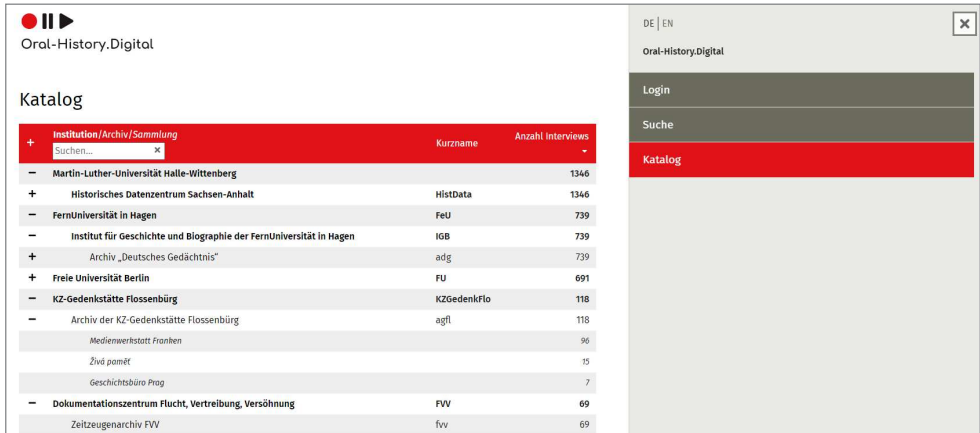 Oral-History.Digital
Katalog
+ Institution/Archiv/Sammlung Kurzname Anzahl Interviews
Suchen... ×
− Martin-Luther-Universität Halle-Wittenberg 1346
+ Historisches Datenzentrum Sachsen-Anhalt HistData 1346
− FernUniversität in Hagen FeU 739
− Institut für Geschichte und Biographie der FernUniversität in Hagen IGB 739
+ Archiv „Deutsches Gedächtnis“ adg 739
+ Freie Universität Berlin FU 691
− KZ-Gedenkstätte Flossenbürg KZGedenkFlo 118
− Archiv der KZ-Gedenkstätte Flossenbürg agfl 118
Medienwerkstatt Franken 96
Živá paměť 15
Geschichtsbüro Prag 7
− Dokumentationszentrum Flucht, Vertreibung, Versöhnung FVV 69
Zeitzeugenarchiv FVV fvv 69
DE | EN ×
Oral-History.Digital
Login
Suche
Katalog